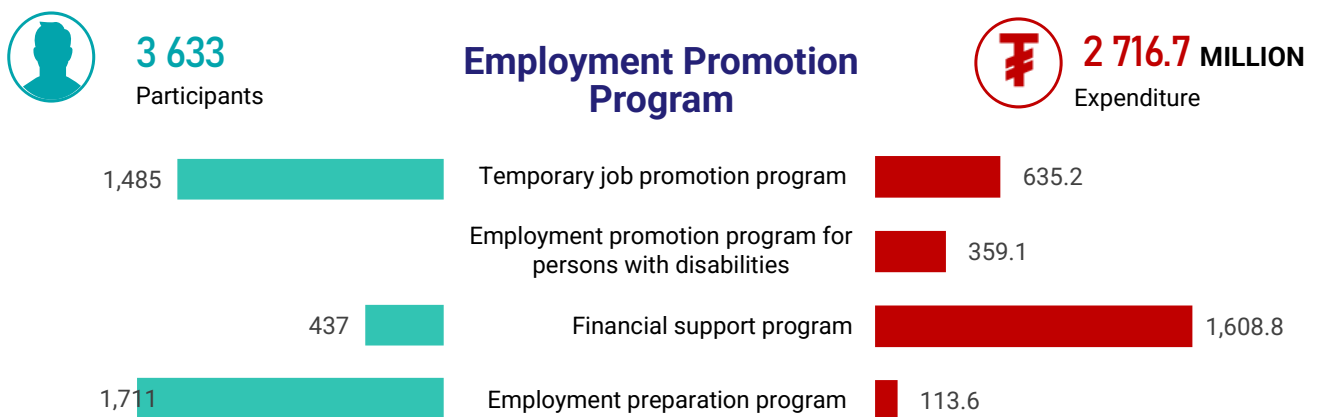 3 633
Participants
Employment Promotion
Program
2 716.7 MILLION
Expenditure
1,485
Temporary job promotion program
635.2
Employment promotion program for
persons with disabilities
359.1
437
Financial support program
1,608.8
1,711
Employment preparation program
113.6